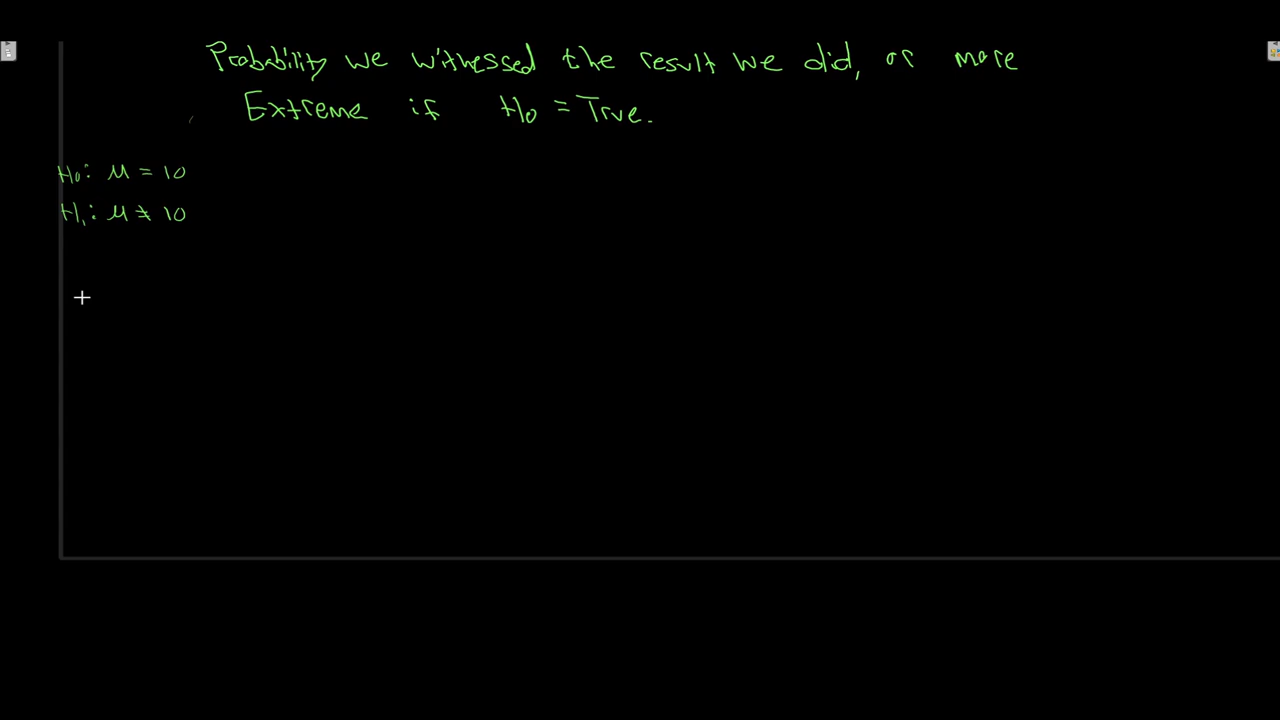 Probability we witnessed the result we did, or more
Extreme if H₀ = True.
H₀: μ = 10
H₁: μ ≠ 10